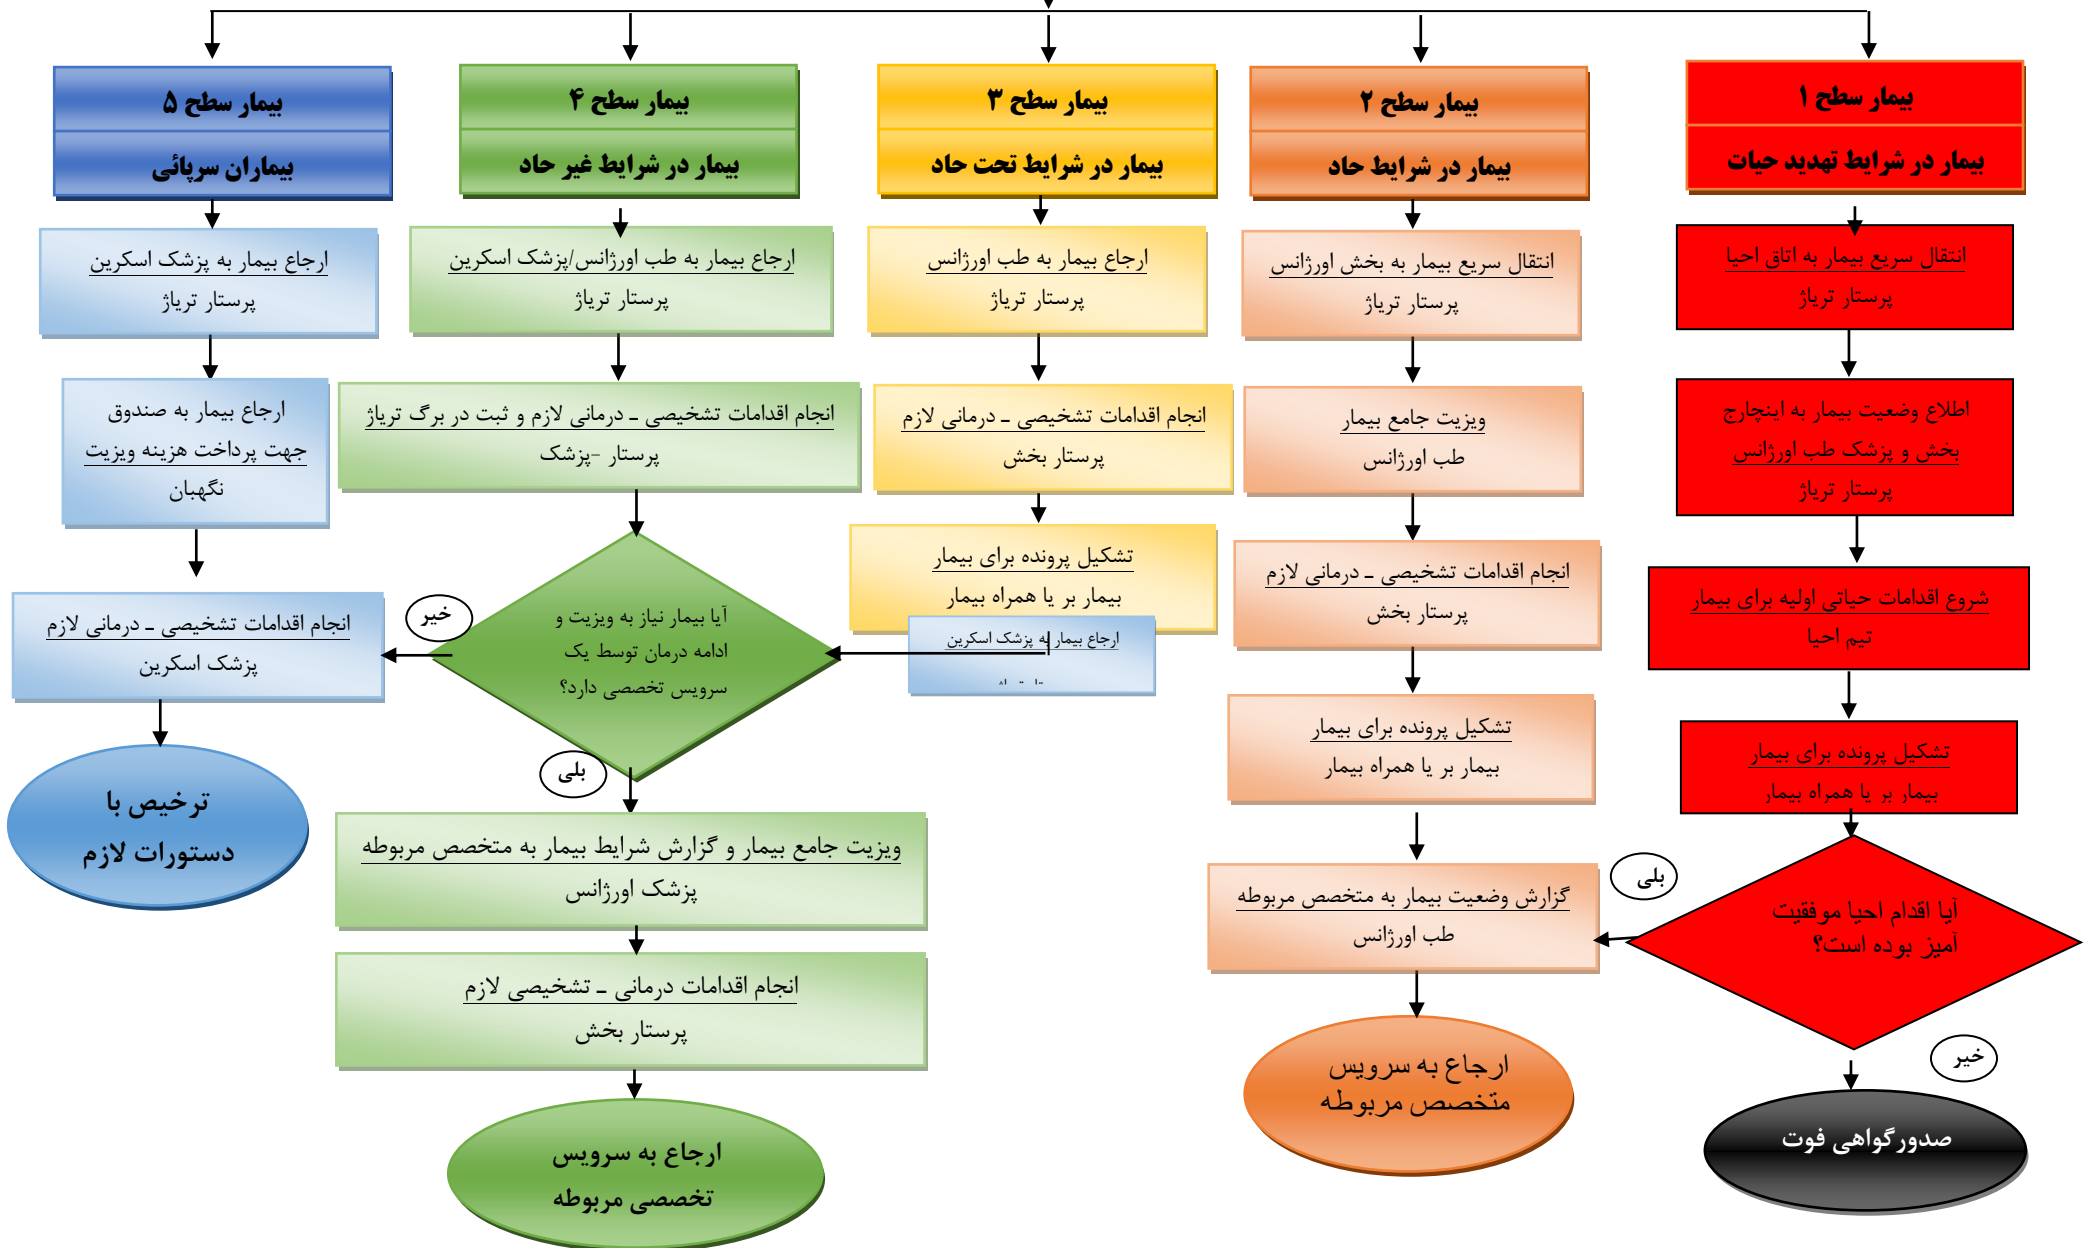 بیمار سطح ۱
بیمار در شرایط تهدید حیات
انتقال سریع بیمار به اتاق احیا
پرستار تریاژ
اطلاع وضعیت بیمار به اینچارج
بخش و پزشک طب اورژانس
پرستار تریاژ
شروع اقدامات حیاتی اولیه برای بیمار
تیم احیا
تشکیل پرونده برای بیمار
بیمار بر یا همراه بیمار
آیا اقدام احیا موفقیت
آمیز بوده است؟
بلی
خیر
صدورگواهی فوت
بیمار سطح ۲
بیمار در شرایط حاد
انتقال سریع بیمار به بخش اورژانس
پرستار تریاژ
ویزیت جامع بیمار
طب اورژانس
انجام اقدامات تشخیصی ـ درمانی لازم
پرستار بخش
تشکیل پرونده برای بیمار
بیمار بر یا همراه بیمار
گزارش وضعیت بیمار به متخصص مربوطه
طب اورژانس
ارجاع به سرویس
متخصص مربوطه
بیمار سطح ۳
بیمار در شرایط تحت حاد
ارجاع بیمار به طب اورژانس
پرستار تریاژ
انجام اقدامات تشخیصی ـ درمانی لازم
پرستار بخش
تشکیل پرونده برای بیمار
بیمار بر یا همراه بیمار
ارجاع بیمار به پزشک اسکرین
بیمار سطح ۴
بیمار در شرایط غیر حاد
ارجاع بیمار به طب اورژانس/پزشک اسکرین
پرستار تریاژ
انجام اقدامات تشخیصی ـ درمانی لازم و ثبت در برگ تریاژ
پرستار -پزشک
آیا بیمار نیاز به ویزیت و
ادامه درمان توسط یک
سرویس تخصصی دارد؟
خیر
بلی
ویزیت جامع بیمار و گزارش شرایط بیمار به متخصص مربوطه
پزشک اورژانس
انجام اقدامات درمانی ـ تشخیصی لازم
پرستار بخش
ارجاع به سرویس
تخصصی مربوطه
بیمار سطح ۵
بیماران سرپائی
ارجاع بیمار به پزشک اسکرین
پرستار تریاژ
ارجاع بیمار به صندوق
جهت پرداخت هزینه ویزیت
نگهبان
انجام اقدامات تشخیصی ـ درمانی لازم
پزشک اسکرین
ترخیص با
دستورات لازم